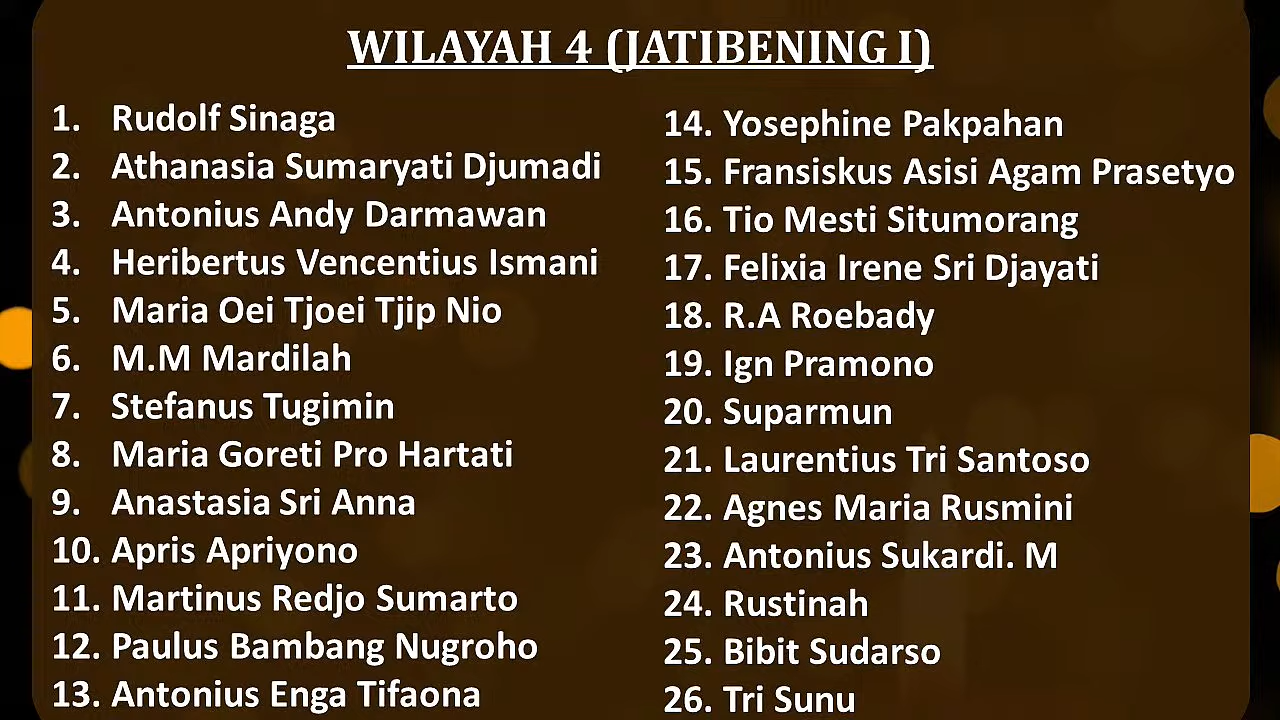 WILAYAH 4 (JATIBENING I)
1. Rudolf Sinaga
2. Athanasia Sumaryati Djumadi
3. Antonius Andy Darmawan
4. Heribertus Vencentius Ismani
5. Maria Oei Tjoei Tjip Nio
6. M.M Mardilah
7. Stefanus Tugimin
8. Maria Goreti Pro Hartati
9. Anastasia Sri Anna
10. Apris Apriyono
11. Martinus Redjo Sumarto
12. Paulus Bambang Nugroho
13. Antonius Enga Tifaona
14. Yosephine Pakpahan
15. Fransiskus Asisi Agam Prasetyo
16. Tio Mesti Situmorang
17. Felixia Irene Sri Djayati
18. R.A Roebady
19. Ign Pramono
20. Suparmun
21. Laurentius Tri Santoso
22. Agnes Maria Rusmini
23. Antonius Sukardi. M
24. Rustinah
25. Bibit Sudarso
26. Tri Sunu